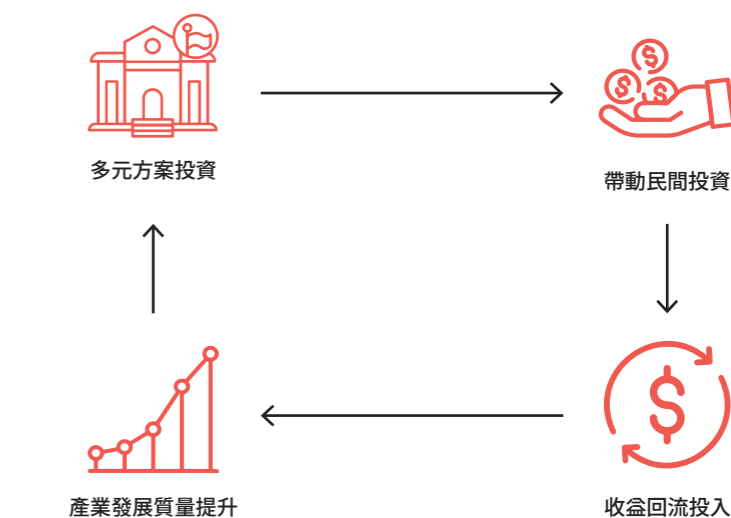 多元方案投資
帶動民間投資
產業發展質量提升
收益回流投入